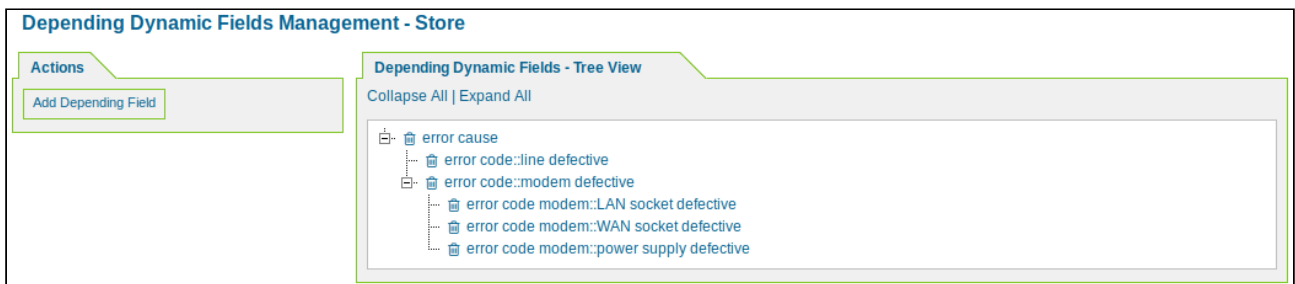 Depending Dynamic Fields Management - Store
Actions
Add Depending Field
Depending Dynamic Fields - Tree View
Collapse All | Expand All
error cause
error code::line defective
error code::modem defective
error code modem::LAN socket defective
error code modem::WAN socket defective
error code modem::power supply defective